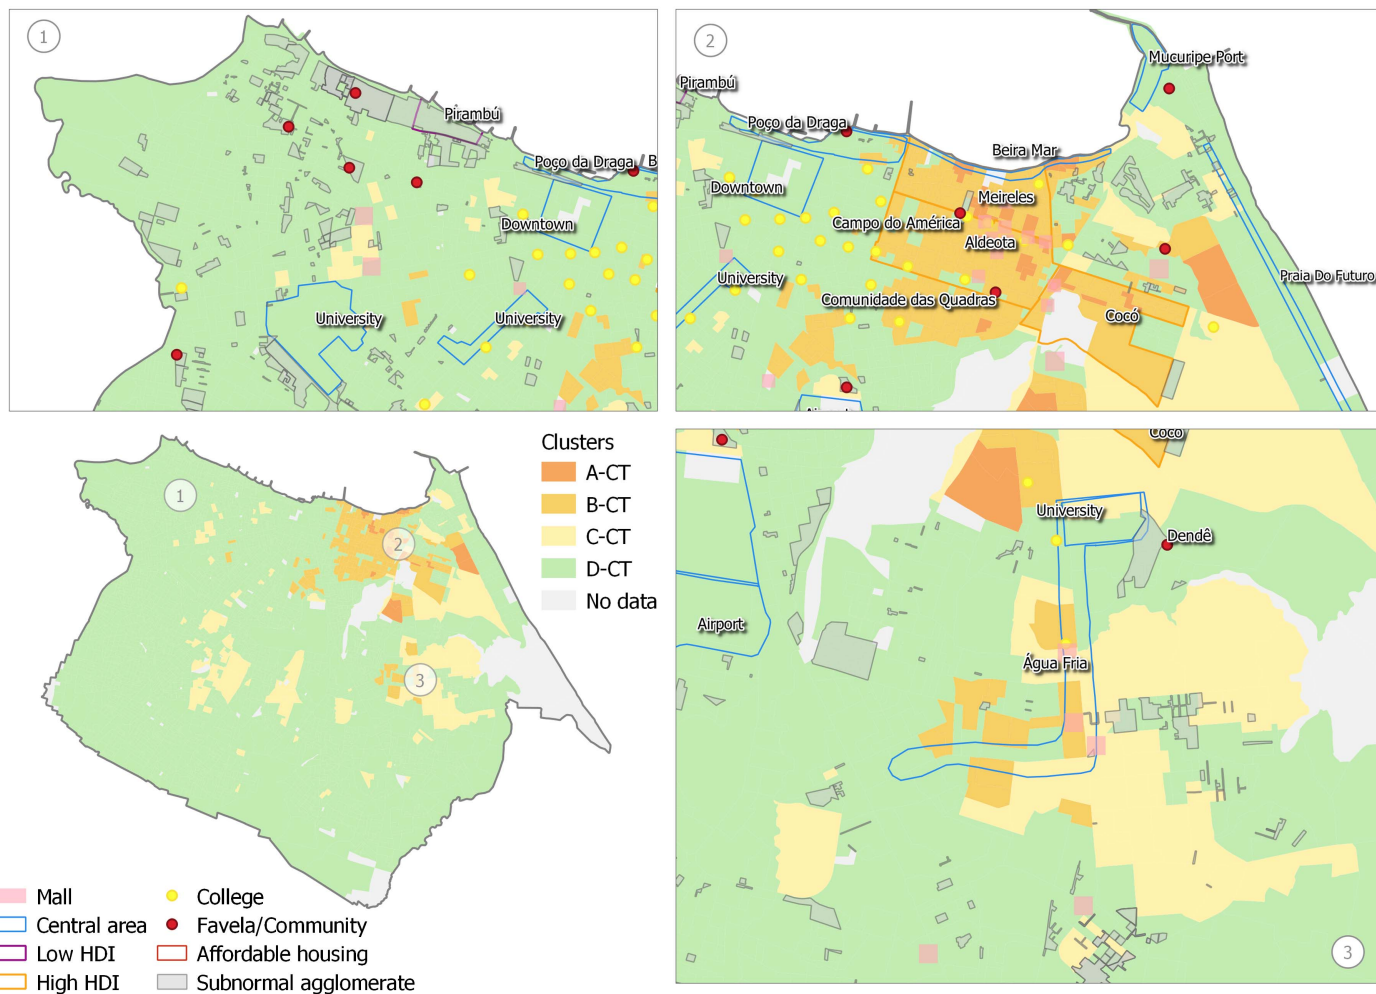 1
Pirambú
Poço da Draga
B
Downtown
University
University
2
Mucuripe Port
Pirambú
Poço da Draga
Beira Mar
Downtown
Meireles
Campo do América
Aldeota
University
Praia Do Futuro
Comunidade das Quadras
Cocó
1
2
3
Clusters
A-CT
B-CT
C-CT
D-CT
No data
Cocó
University
Dendê
Airport
Água Fria
3
Mall
College
Central area
Favela/Community
Low HDI
Affordable housing
High HDI
Subnormal agglomerate